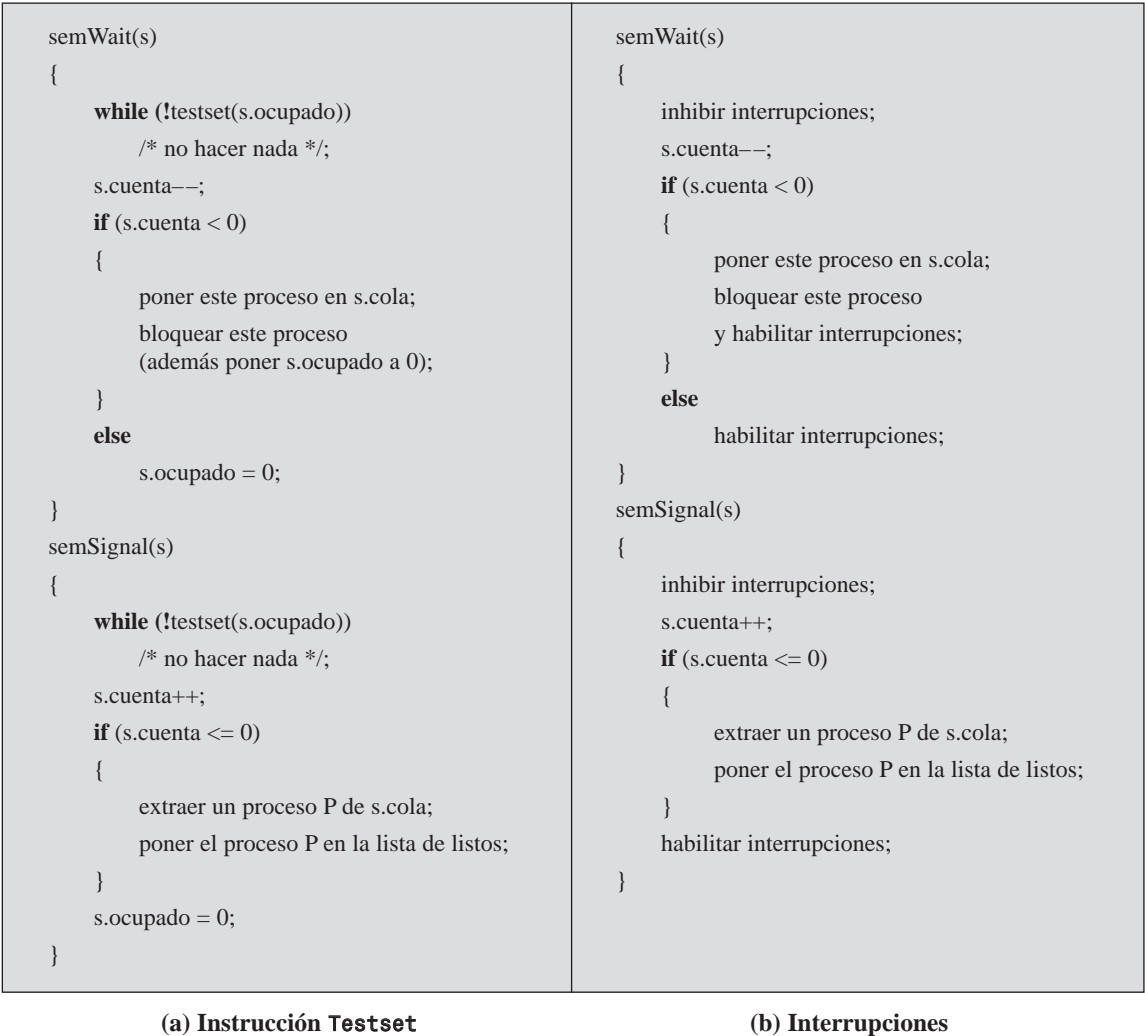 semWait(s)
{
while (!testset(s.ocupado))
/* no hacer nada */;
s.cuenta––;
if (s.cuenta < 0)
{
poner este proceso en s.cola;
bloquear este proceso
(además poner s.ocupado a 0);
}
else
s.ocupado = 0;
}
semSignal(s)
{
while (!testset(s.ocupado))
/* no hacer nada */;
s.cuenta++;
if (s.cuenta <= 0)
{
extraer un proceso P de s.cola;
poner el proceso P en la lista de listos;
}
s.ocupado = 0;
}
(a) Instrucción Testset
semWait(s)
{
inhibir interrupciones;
s.cuenta––;
if (s.cuenta < 0)
{
poner este proceso en s.cola;
bloquear este proceso
y habilitar interrupciones;
}
else
habilitar interrupciones;
}
semSignal(s)
{
inhibir interrupciones;
s.cuenta++;
if (s.cuenta <= 0)
{
extraer un proceso P de s.cola;
poner el proceso P en la lista de listos;
}
habilitar interrupciones;
}
(b) Interrupciones